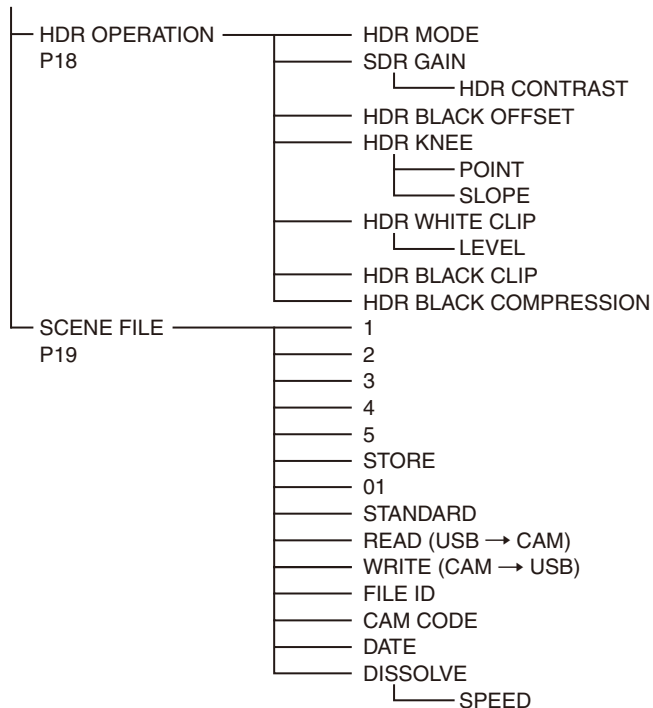 HDR OPERATION
P18
HDR MODE
SDR GAIN
HDR CONTRAST
HDR BLACK OFFSET
HDR KNEE
POINT
SLOPE
HDR WHITE CLIP
LEVEL
HDR BLACK CLIP
HDR BLACK COMPRESSION
SCENE FILE
P19
1
2
3
4
5
STORE
01
STANDARD
READ (USB → CAM)
WRITE (CAM → USB)
FILE ID
CAM CODE
DATE
DISSOLVE
SPEED